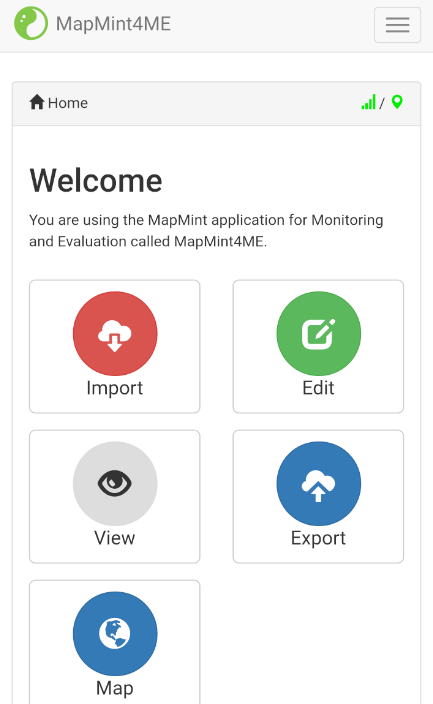 MapMint4ME
Home
/
Welcome
You are using the MapMint application for Monitoring
and Evaluation called MapMint4ME.
Import
Edit
View
Export
Map